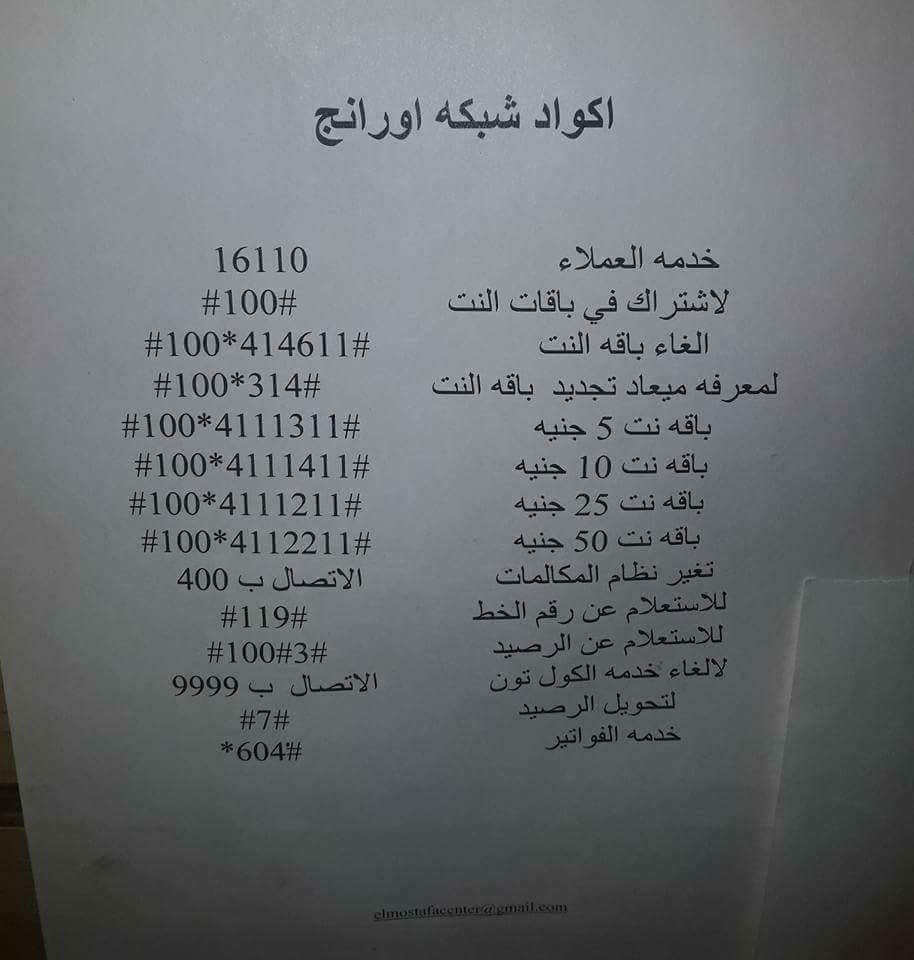 اكواد شبكه اورانج
خدمه العملاء 16110
لاشتراك في باقات النت #100#
الغاء باقه النت #100*414611#
لمعرفه ميعاد تجديد باقه النت #100*314#
باقه نت 5 جنيه #100*4111311#
باقه نت 10 جنيه #100*4111411#
باقه نت 25 جنيه #100*4111211#
باقه نت 50 جنيه #100*4112211#
تغير نظام المكالمات الاتصال ب 400
للاستعلام عن رقم الخط #119#
للاستعلام عن الرصيد #100#3#
لالغاء خدمه الكول تون الاتصال ب 9999
لتحويل الرصيد #7#
خدمه الفواتير *604#
elmostafacenter@gmail.com